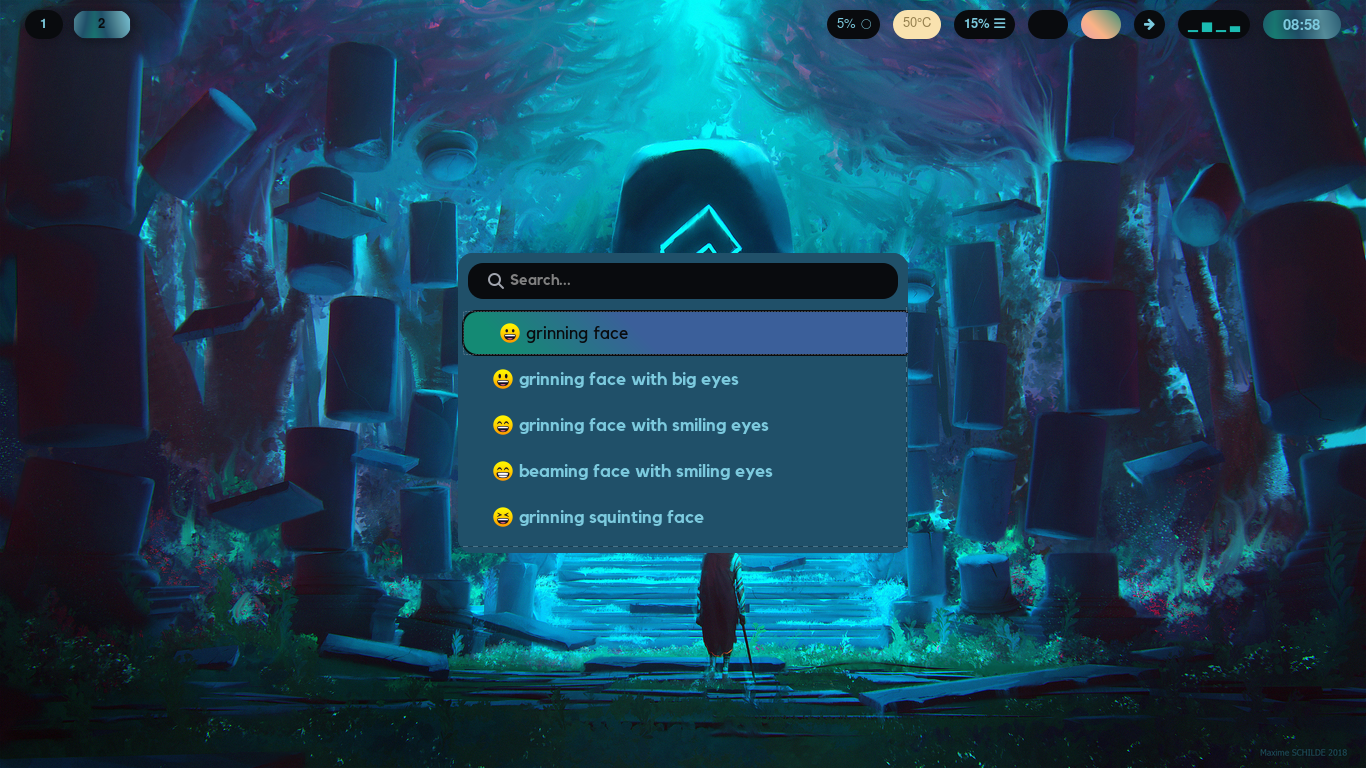 1 2 5% 50°C 15% 08:58
Search...
😀 grinning face
😃 grinning face with big eyes
😄 grinning face with smiling eyes
😁 beaming face with smiling eyes
😆 grinning squinting face
Maxime SCHILDE 2018